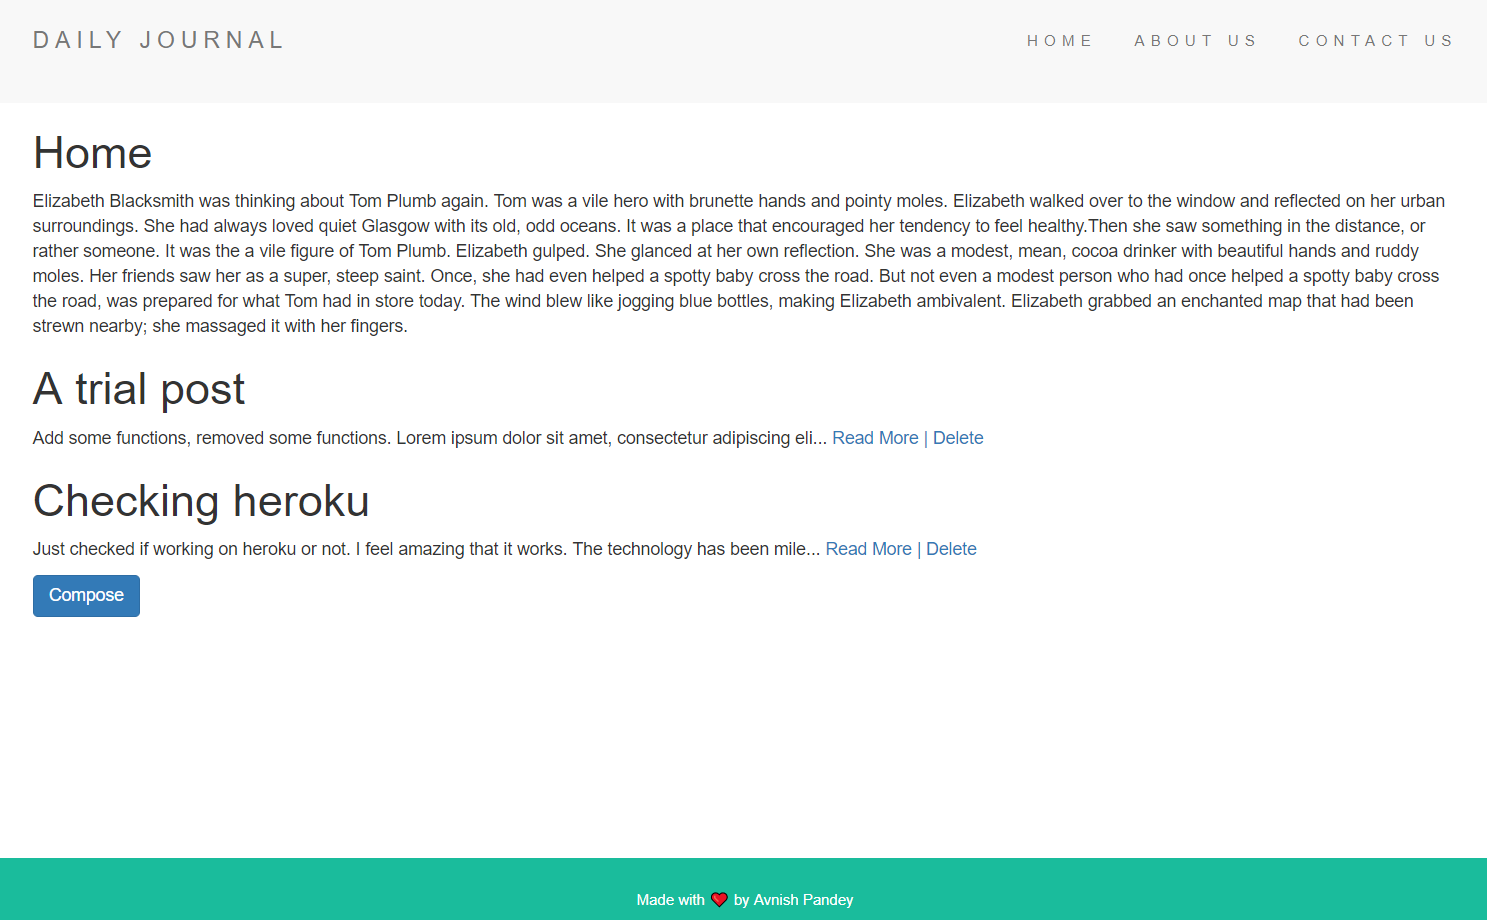 DAILY JOURNAL
HOME ABOUT US CONTACT US
Home
Elizabeth Blacksmith was thinking about Tom Plumb again. Tom was a vile hero with brunette hands and pointy moles. Elizabeth walked over to the window and reflected on her urban
surroundings. She had always loved quiet Glasgow with its old, odd oceans. It was a place that encouraged her tendency to feel healthy.Then she saw something in the distance, or
rather someone. It was the a vile figure of Tom Plumb. Elizabeth gulped. She glanced at her own reflection. She was a modest, mean, cocoa drinker with beautiful hands and ruddy
moles. Her friends saw her as a super, steep saint. Once, she had even helped a spotty baby cross the road. But not even a modest person who had once helped a spotty baby cross
the road, was prepared for what Tom had in store today. The wind blew like jogging blue bottles, making Elizabeth ambivalent. Elizabeth grabbed an enchanted map that had been
strewn nearby; she massaged it with her fingers.
A trial post
Add some functions, removed some functions. Lorem ipsum dolor sit amet, consectetur adipiscing eli... Read More | Delete
Checking heroku
Just checked if working on heroku or not. I feel amazing that it works. The technology has been mile... Read More | Delete
Compose
Made with ❤ by Avnish Pandey